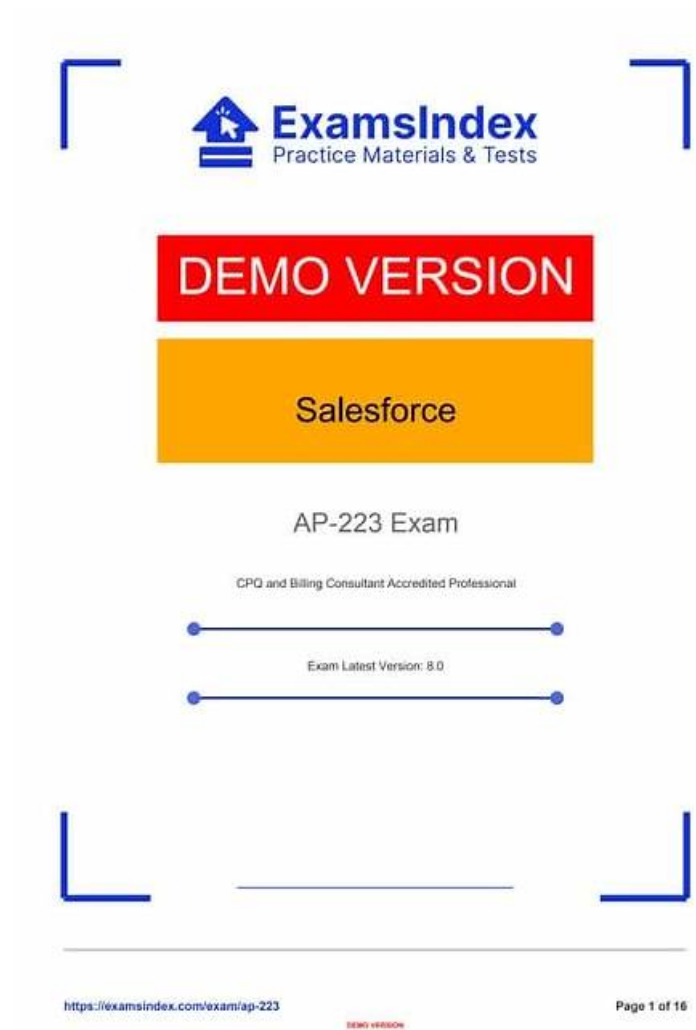 ExamsIndex
Practice Materials & Tests
DEMO VERSION
Salesforce
AP-223 Exam
CPQ and Billing Consultant Accredited Professional
Exam Latest Version: 8.0
https://examsindex.com/exam/ap-223
Page 1 of 16
DEMO VERSION